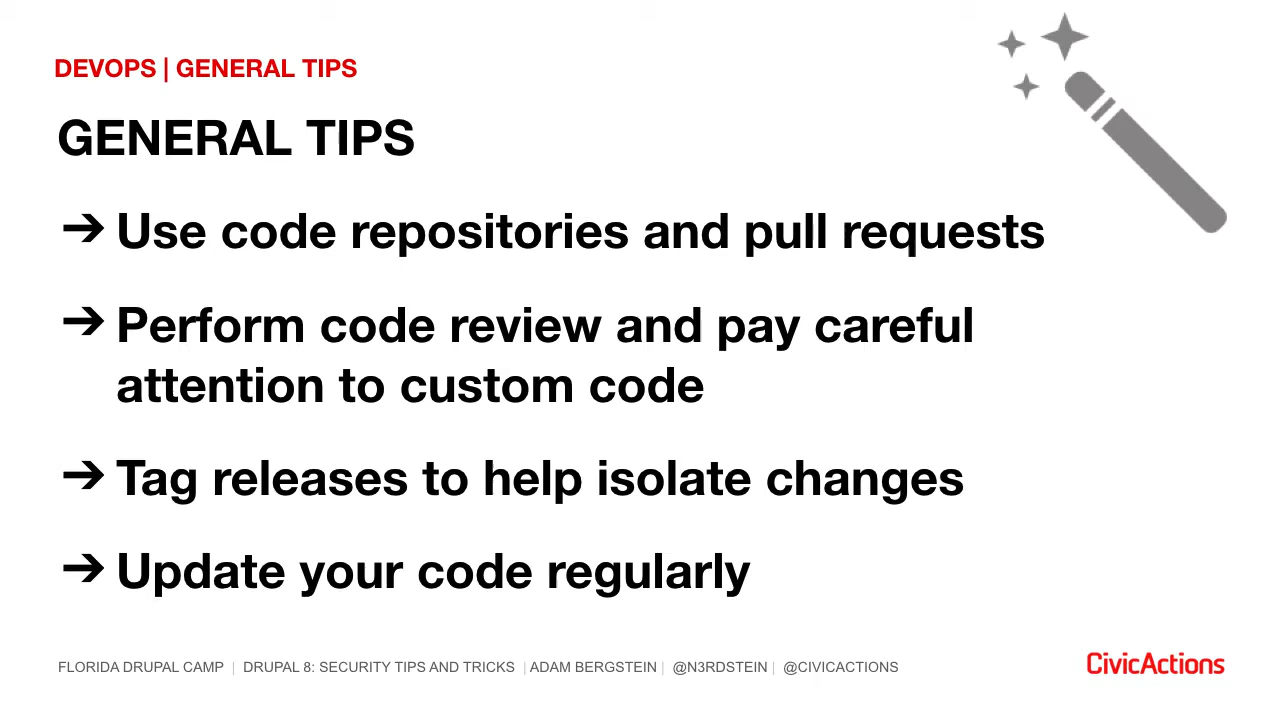 DEVOPS | GENERAL TIPS
GENERAL TIPS
➔ Use code repositories and pull requests
➔ Perform code review and pay careful
attention to custom code
➔ Tag releases to help isolate changes
➔ Update your code regularly
FLORIDA DRUPAL CAMP | DRUPAL 8: SECURITY TIPS AND TRICKS | ADAM BERGSTEIN | @N3RDSTEIN | @CIVICACTIONS
CivicActions